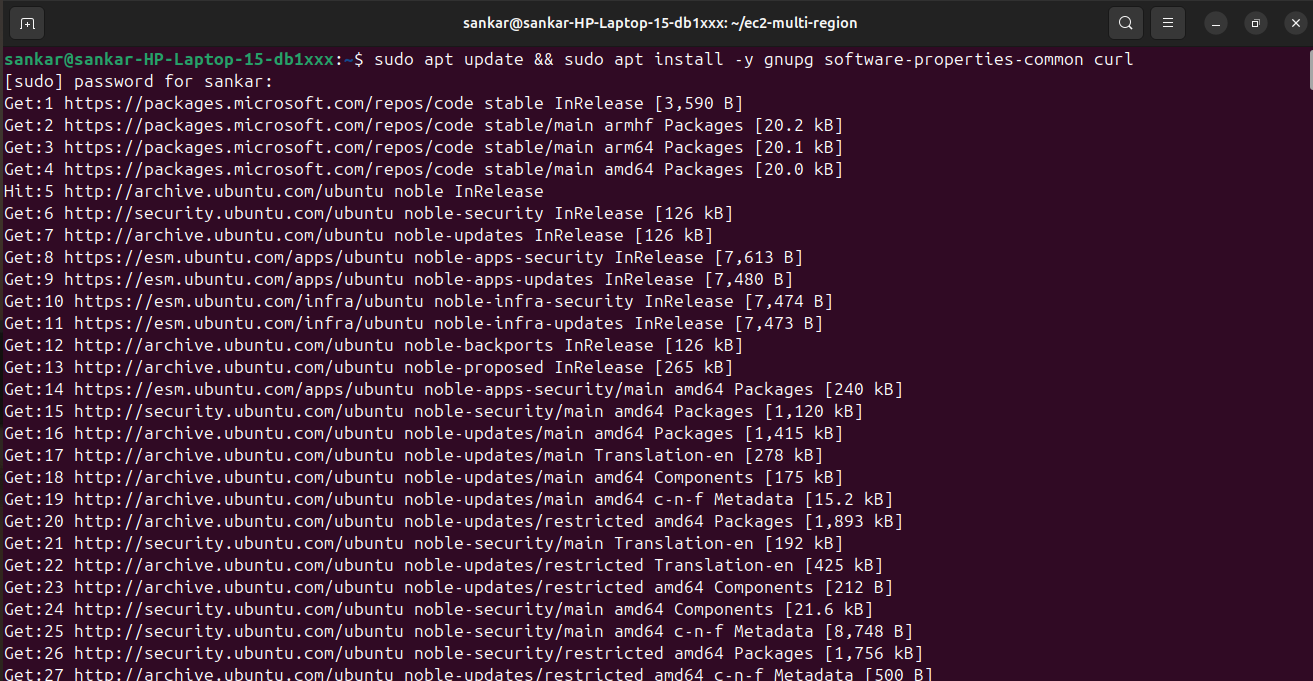 sankar@sankar-HP-Laptop-15-db1xxx: ~/ec2-multi-region
sankar@sankar-HP-Laptop-15-db1xxx:~$ sudo apt update && sudo apt install -y gnupg software-properties-common curl
[sudo] password for sankar:
Get:1 https://packages.microsoft.com/repos/code stable InRelease [3,590 B]
Get:2 https://packages.microsoft.com/repos/code stable/main armhf Packages [20.2 kB]
Get:3 https://packages.microsoft.com/repos/code stable/main arm64 Packages [20.1 kB]
Get:4 https://packages.microsoft.com/repos/code stable/main amd64 Packages [20.0 kB]
Hit:5 http://archive.ubuntu.com/ubuntu noble InRelease
Get:6 http://security.ubuntu.com/ubuntu noble-security InRelease [126 kB]
Get:7 http://archive.ubuntu.com/ubuntu noble-updates InRelease [126 kB]
Get:8 https://esm.ubuntu.com/apps/ubuntu noble-apps-security InRelease [7,613 B]
Get:9 https://esm.ubuntu.com/apps/ubuntu noble-apps-updates InRelease [7,480 B]
Get:10 https://esm.ubuntu.com/infra/ubuntu noble-infra-security InRelease [7,474 B]
Get:11 https://esm.ubuntu.com/infra/ubuntu noble-infra-updates InRelease [7,473 B]
Get:12 http://archive.ubuntu.com/ubuntu noble-backports InRelease [126 kB]
Get:13 http://archive.ubuntu.com/ubuntu noble-proposed InRelease [265 kB]
Get:14 https://esm.ubuntu.com/apps/ubuntu noble-apps-security/main amd64 Packages [240 kB]
Get:15 http://security.ubuntu.com/ubuntu noble-security/main amd64 Packages [1,120 kB]
Get:16 http://archive.ubuntu.com/ubuntu noble-updates/main amd64 Packages [1,415 kB]
Get:17 http://archive.ubuntu.com/ubuntu noble-updates/main Translation-en [278 kB]
Get:18 http://archive.ubuntu.com/ubuntu noble-updates/main amd64 Components [175 kB]
Get:19 http://archive.ubuntu.com/ubuntu noble-updates/main amd64 c-n-f Metadata [15.2 kB]
Get:20 http://archive.ubuntu.com/ubuntu noble-updates/restricted amd64 Packages [1,893 kB]
Get:21 http://security.ubuntu.com/ubuntu noble-security/main Translation-en [192 kB]
Get:22 http://archive.ubuntu.com/ubuntu noble-updates/restricted Translation-en [425 kB]
Get:23 http://archive.ubuntu.com/ubuntu noble-updates/restricted amd64 Components [212 B]
Get:24 http://security.ubuntu.com/ubuntu noble-security/main amd64 Components [21.6 kB]
Get:25 http://security.ubuntu.com/ubuntu noble-security/main amd64 c-n-f Metadata [8,748 B]
Get:26 http://security.ubuntu.com/ubuntu noble-security/restricted amd64 Packages [1,756 kB]
Get:27 http://archive.ubuntu.com/ubuntu noble-updates/restricted amd64 c-n-f Metadata [500 B]